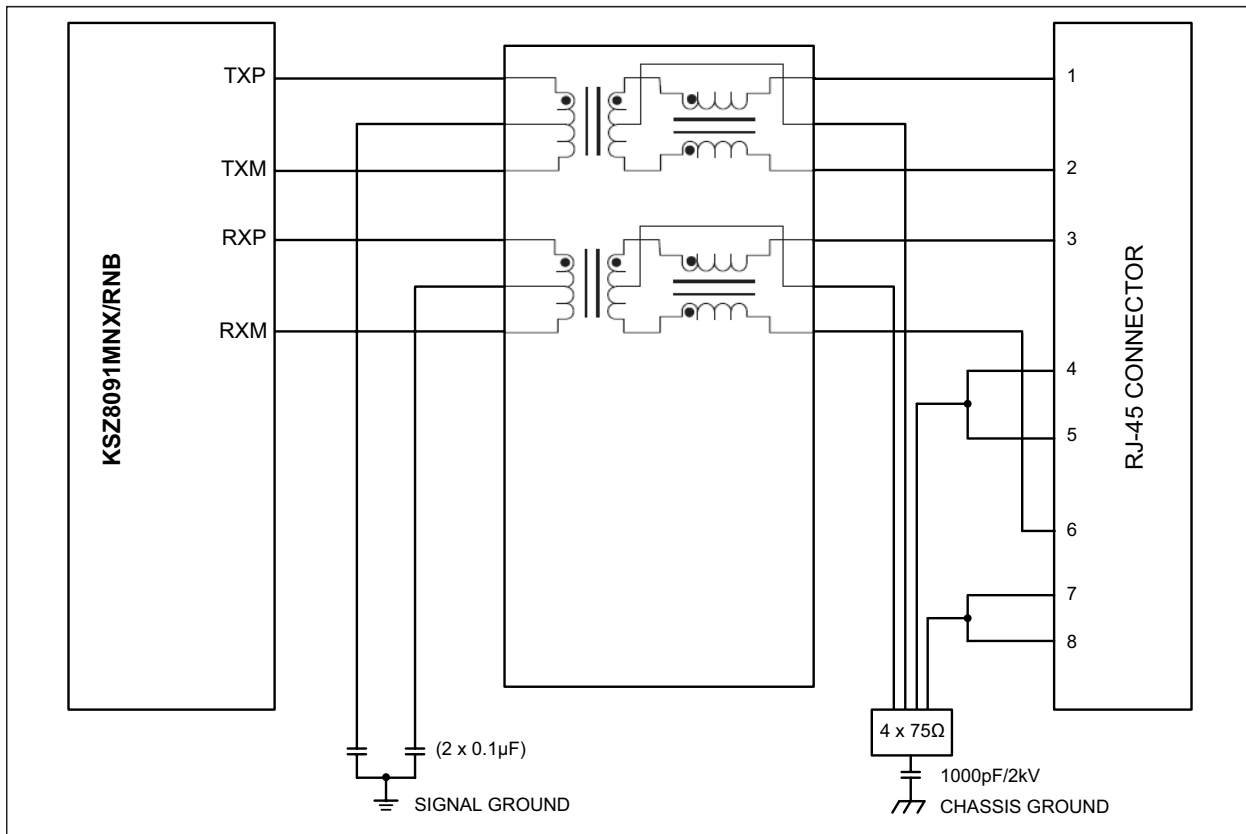 KSZ8091MNX/RNB
TXP
TXM
RXP
RXM
1
2
3
4
5
6
7
8
RJ-45 CONNECTOR
(2 x 0.1µF)
SIGNAL GROUND
4 x 75Ω
1000pF/2kV
CHASSIS GROUND